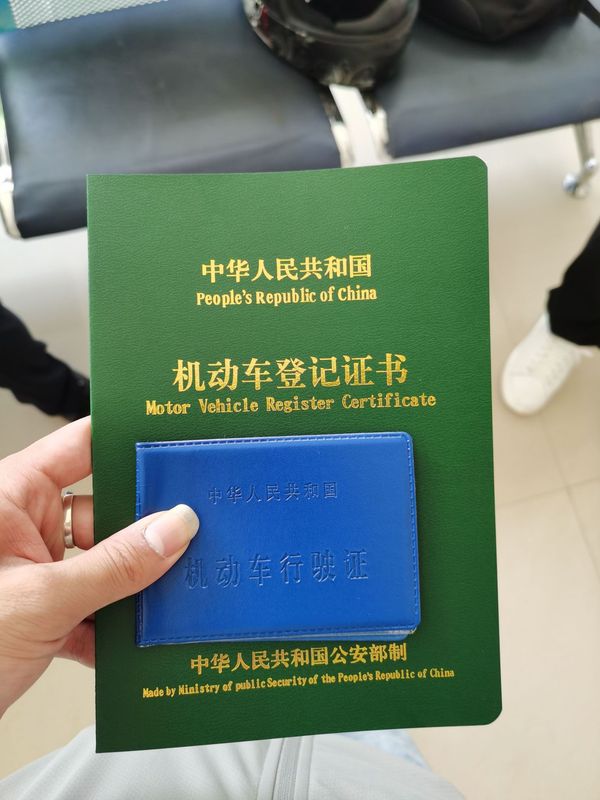 中华人民共和国
People's Republic of China
机动车登记证书
Motor Vehicle Register Certificate
中华人民共和国
机动车行驶证
中华人民共和国公安部制
Made by Ministry of public Security of the People's Republic of China